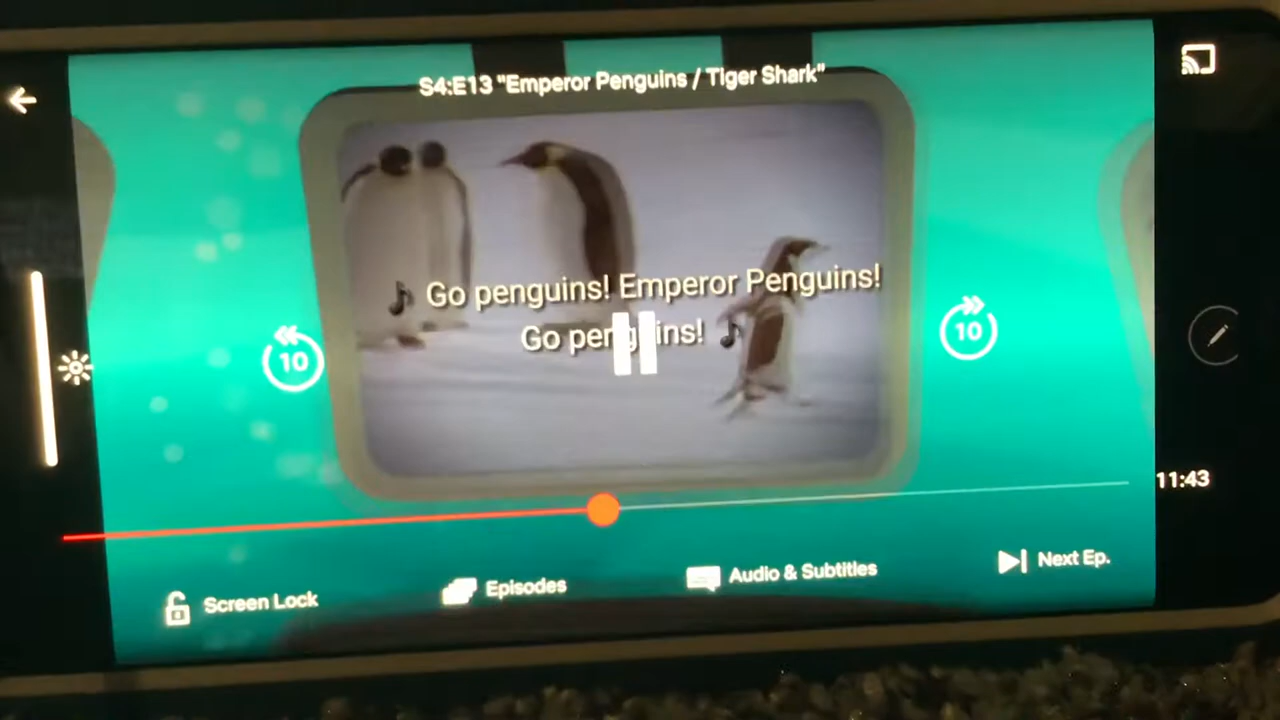 S4:E13 "Emperor Penguins / Tiger Shark"
♪ Go penguins! Emperor Penguins!
Go penguins! ♪
10
10
11:43
Screen Lock
Episodes
Audio & Subtitles
Next Ep.